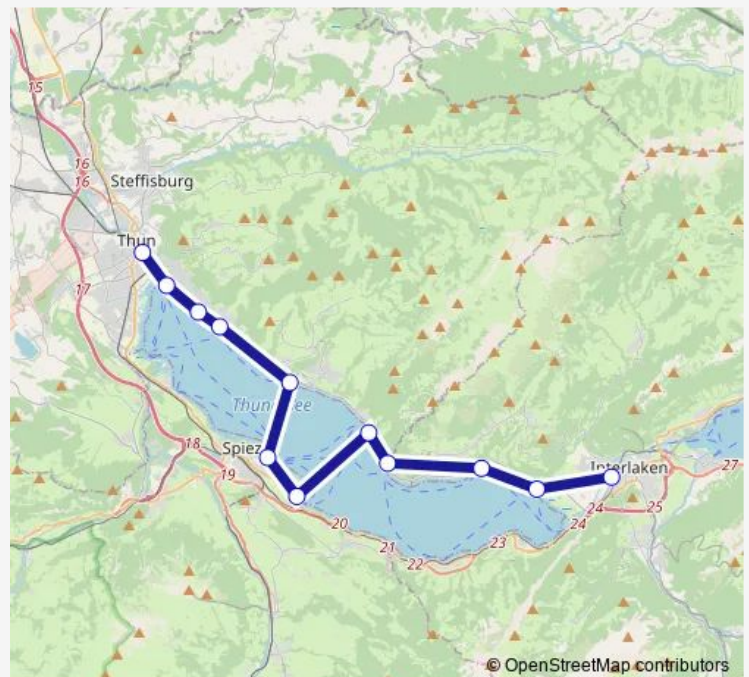 15
16
16
Steffisburg
Thun
17
Thunersee
Spiez
18
19
20
21
22
23
24
24
25
27
Interlaken
© OpenStreetMap contributors